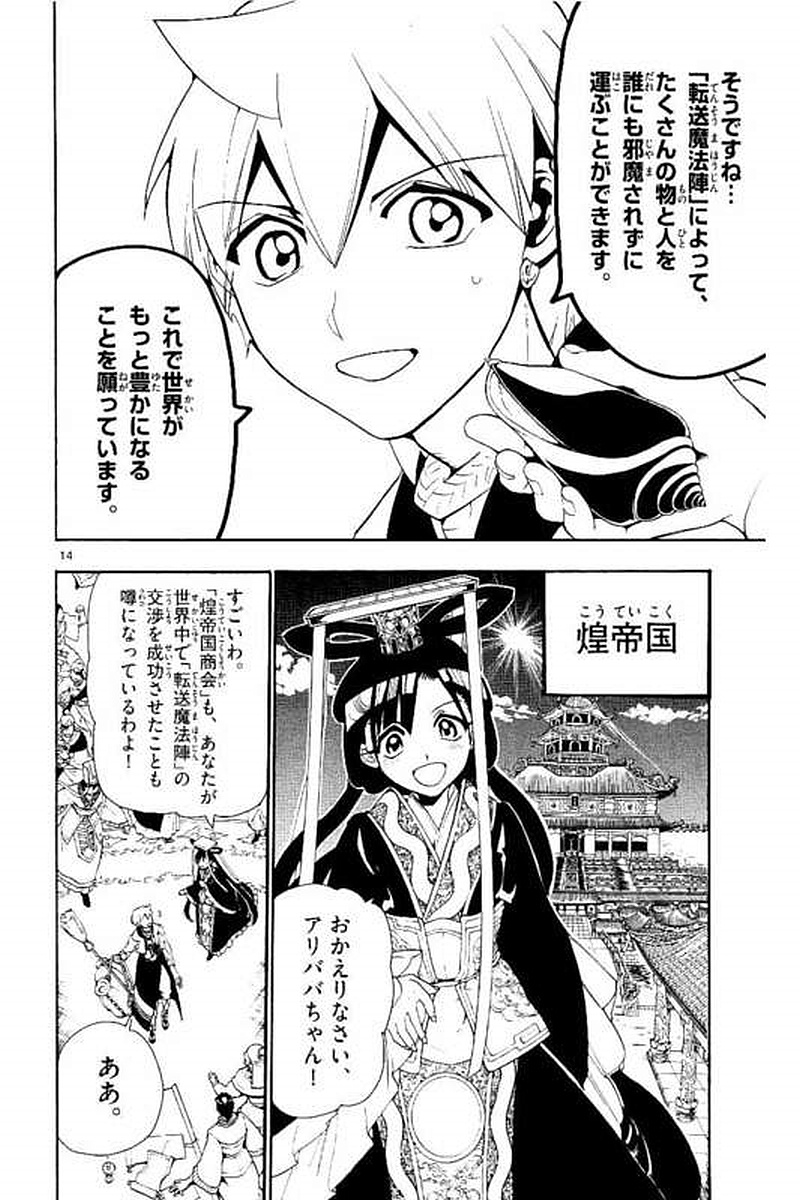 そうですね…
「転送魔法陣」によって、
たくさんの物と人を
誰にも邪魔されずに
運ぶことができます。
これで世界が
もっと豊かになる
ことを願っています。
14
煌帝国
おかえりなさい、
アリババちゃん！
すごいわ。
「煌帝国商会」も、あなたが
世界中で「転送魔法陣」の
交渉を成功させたことも
噂になっているわよ！
ああ。